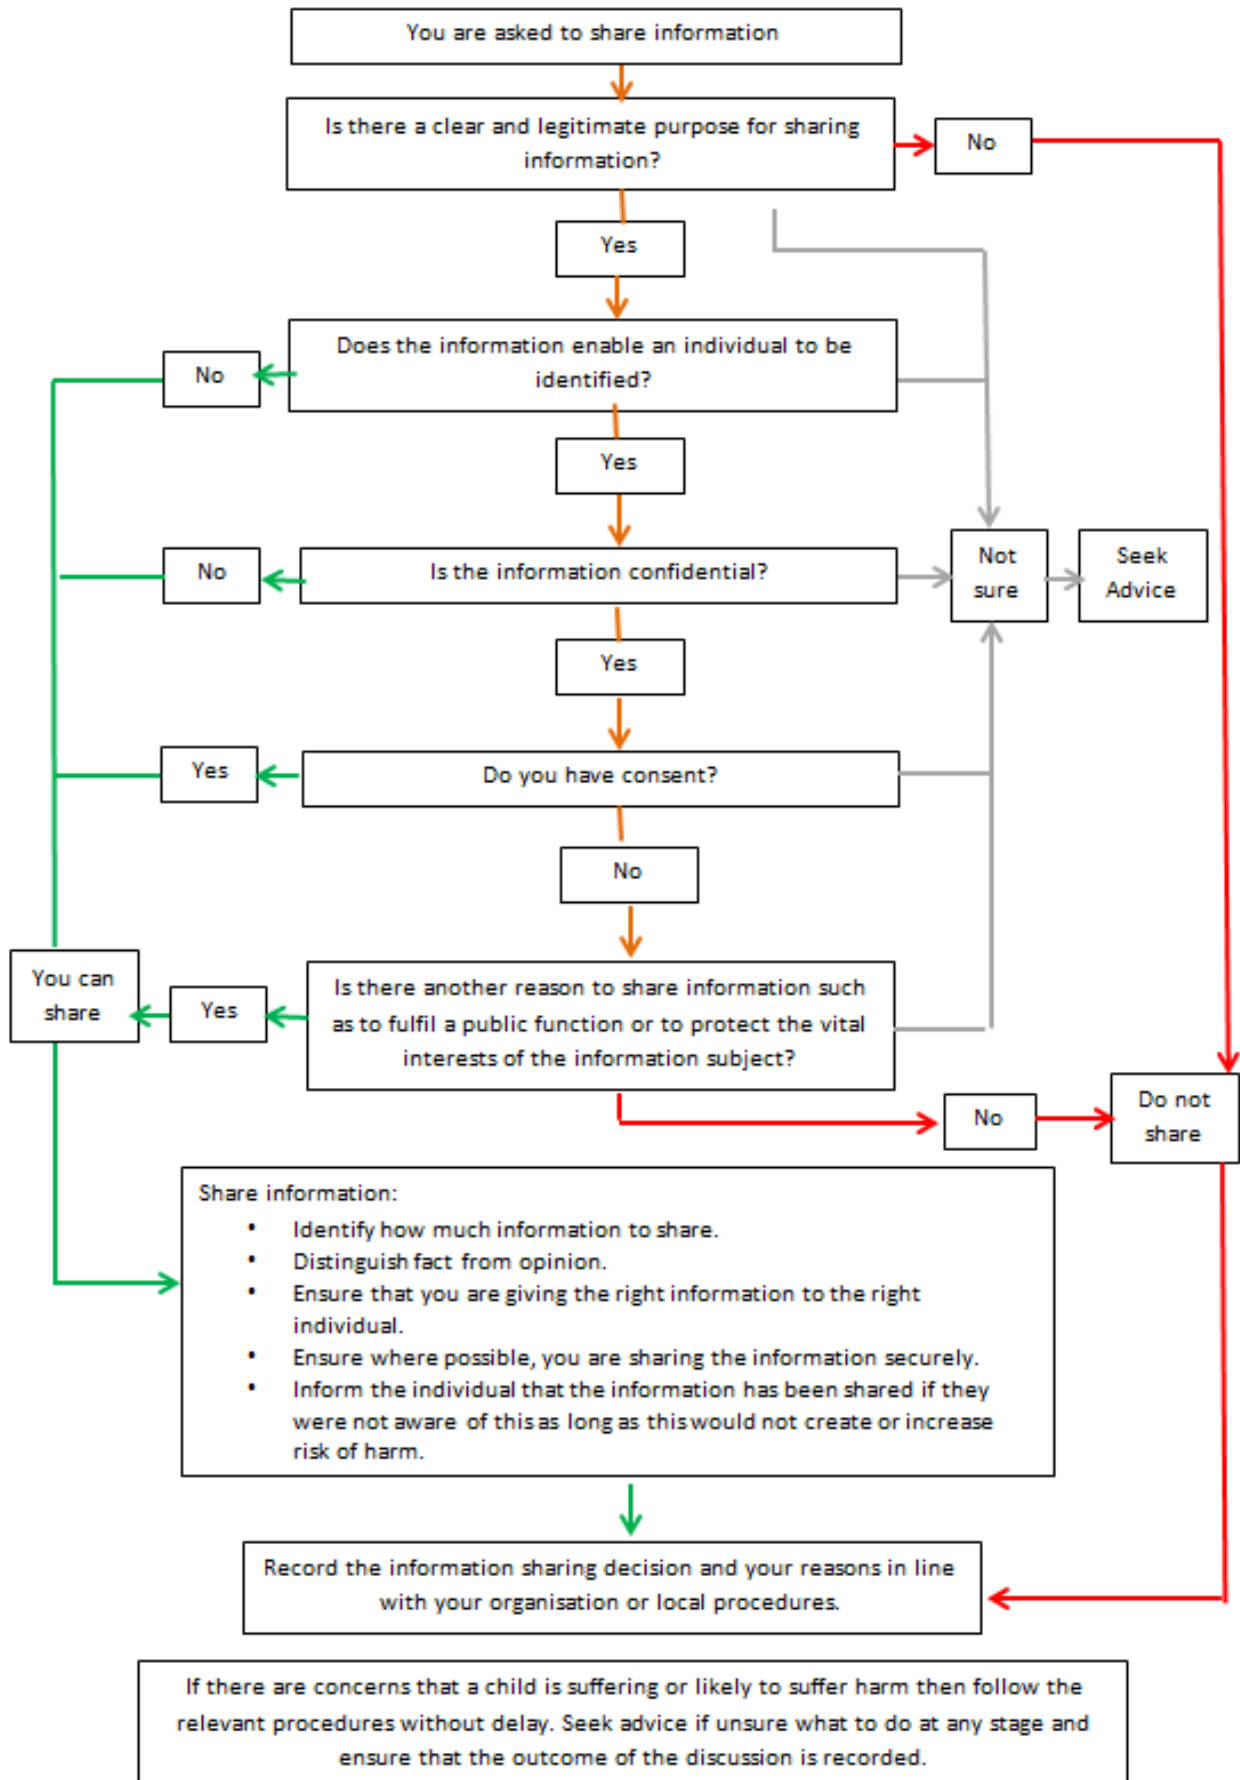 You are asked to share information
Is there a clear and legitimate purpose for sharing
information?
No
Yes
Does the information enable an individual to be
identified?
No
Yes
Is the information confidential?
No
Not
sure
Seek
Advice
Yes
Do you have consent?
Yes
No
Is there another reason to share information such
as to fulfil a public function or to protect the vital
interests of the information subject?
Yes
You can
share
No
Do not
share
Share information:
• Identify how much information to share.
• Distinguish fact from opinion.
• Ensure that you are giving the right information to the right
individual.
• Ensure where possible, you are sharing the information securely.
• Inform the individual that the information has been shared if they
were not aware of this as long as this would not create or increase
risk of harm.
Record the information sharing decision and your reasons in line
with your organisation or local procedures.
If there are concerns that a child is suffering or likely to suffer harm then follow the
relevant procedures without delay. Seek advice if unsure what to do at any stage and
ensure that the outcome of the discussion is recorded.